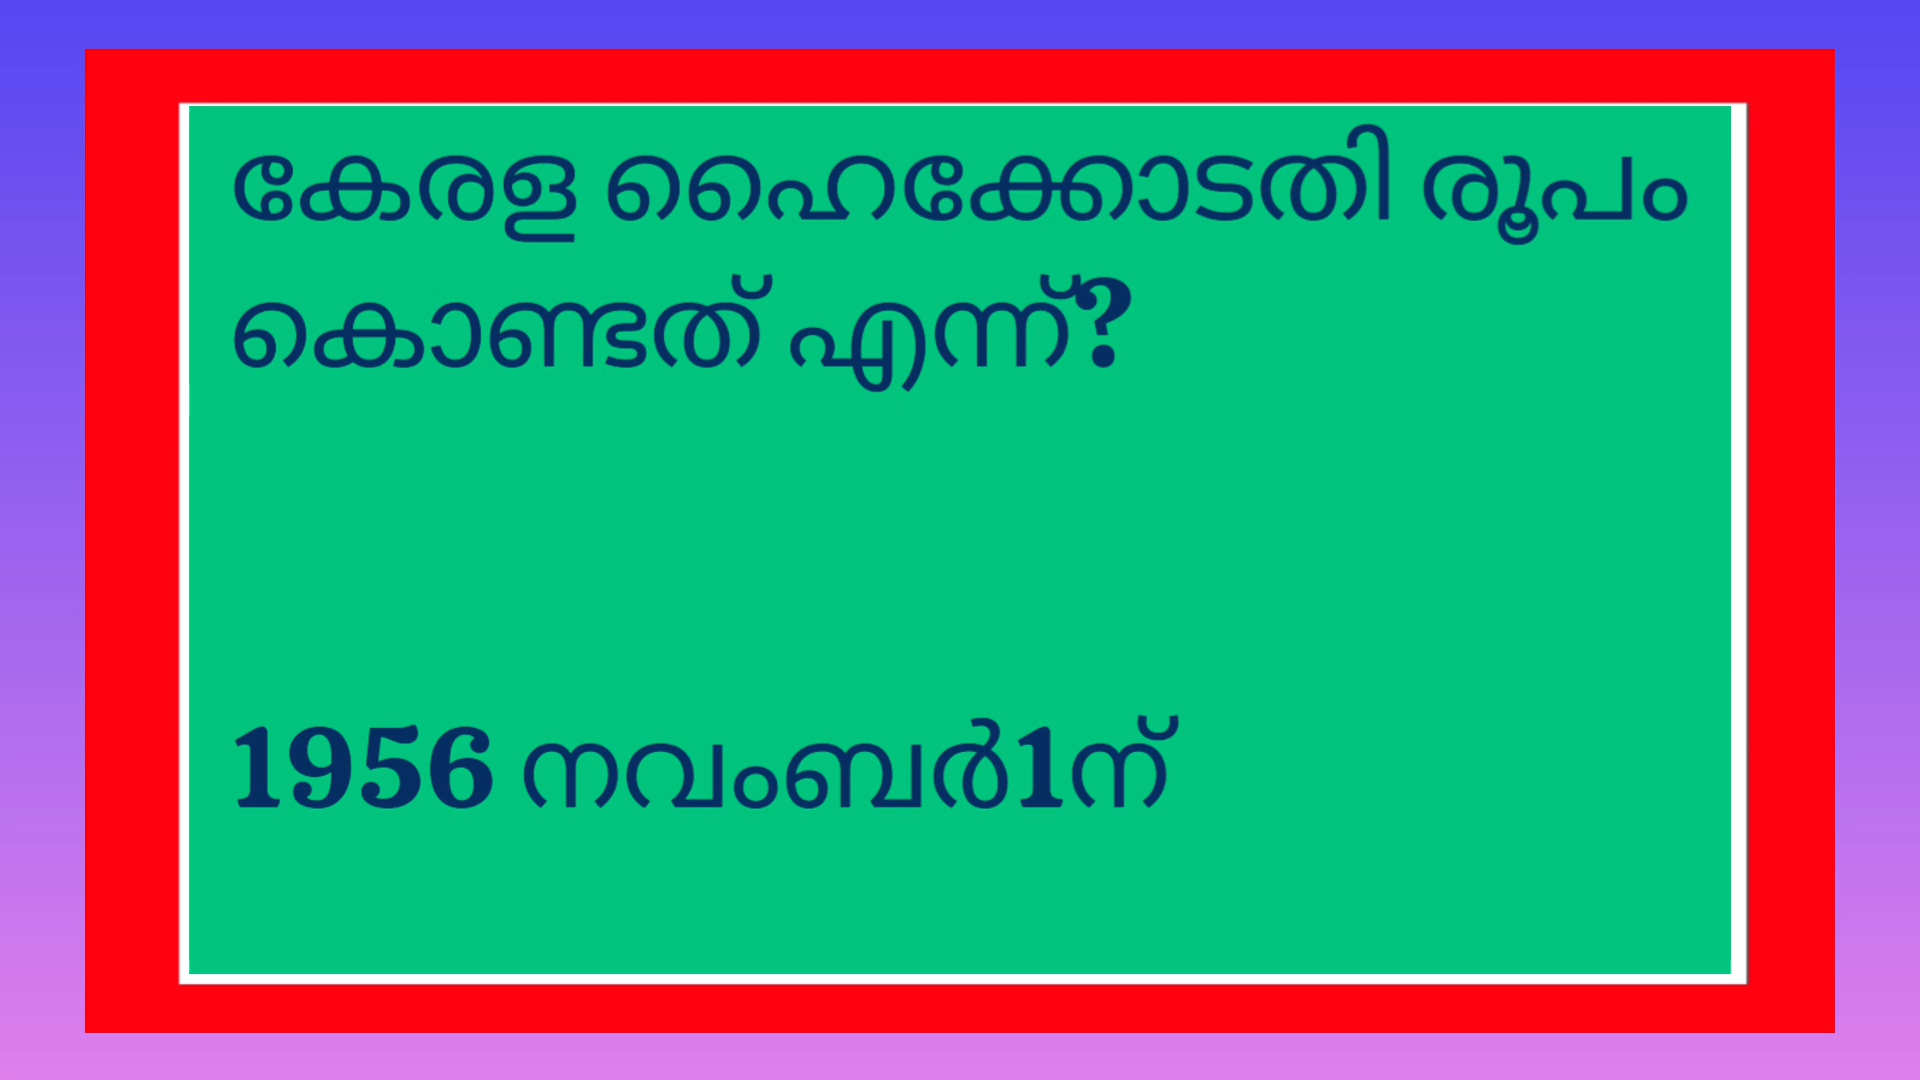 കേരള ഹൈക്കോടതി രൂപം
കൊണ്ടത് എന്ന്?
1956 നവംബർ1ന്